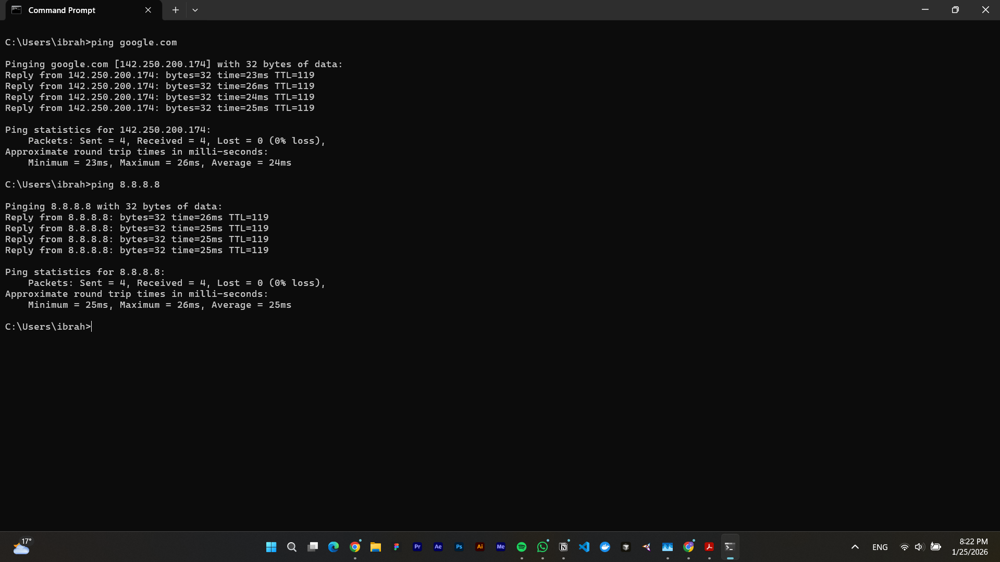 Command Prompt
C:\Users\ibrah>ping google.com
Pinging google.com [142.250.200.174] with 32 bytes of data:
Reply from 142.250.200.174: bytes=32 time=23ms TTL=119
Reply from 142.250.200.174: bytes=32 time=26ms TTL=119
Reply from 142.250.200.174: bytes=32 time=24ms TTL=119
Reply from 142.250.200.174: bytes=32 time=25ms TTL=119
Ping statistics for 142.250.200.174:
    Packets: Sent = 4, Received = 4, Lost = 0 (0% loss),
Approximate round trip times in milli-seconds:
    Minimum = 23ms, Maximum = 26ms, Average = 24ms
C:\Users\ibrah>ping 8.8.8.8
Pinging 8.8.8.8 with 32 bytes of data:
Reply from 8.8.8.8: bytes=32 time=26ms TTL=119
Reply from 8.8.8.8: bytes=32 time=25ms TTL=119
Reply from 8.8.8.8: bytes=32 time=25ms TTL=119
Reply from 8.8.8.8: bytes=32 time=25ms TTL=119
Ping statistics for 8.8.8.8:
    Packets: Sent = 4, Received = 4, Lost = 0 (0% loss),
Approximate round trip times in milli-seconds:
    Minimum = 25ms, Maximum = 26ms, Average = 25ms
C:\Users\ibrah>
17°
Pr Ae Ps Ai Me
ENG
8:22 PM
1/25/2026